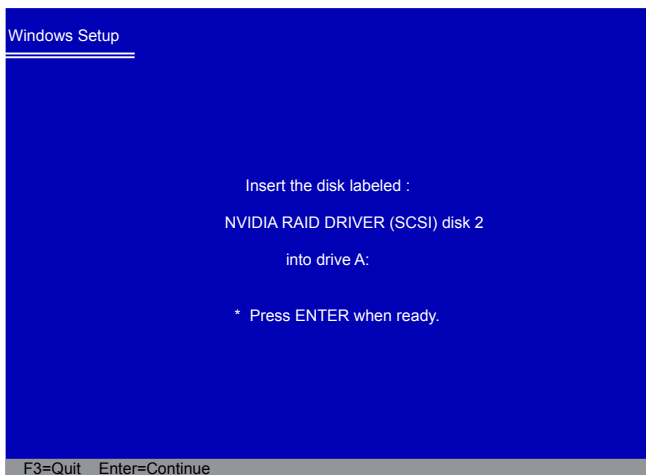 Windows Setup
Insert the disk labeled :
NVIDIA RAID DRIVER (SCSI) disk 2
into drive A:
* Press ENTER when ready.
F3=Quit Enter=Continue